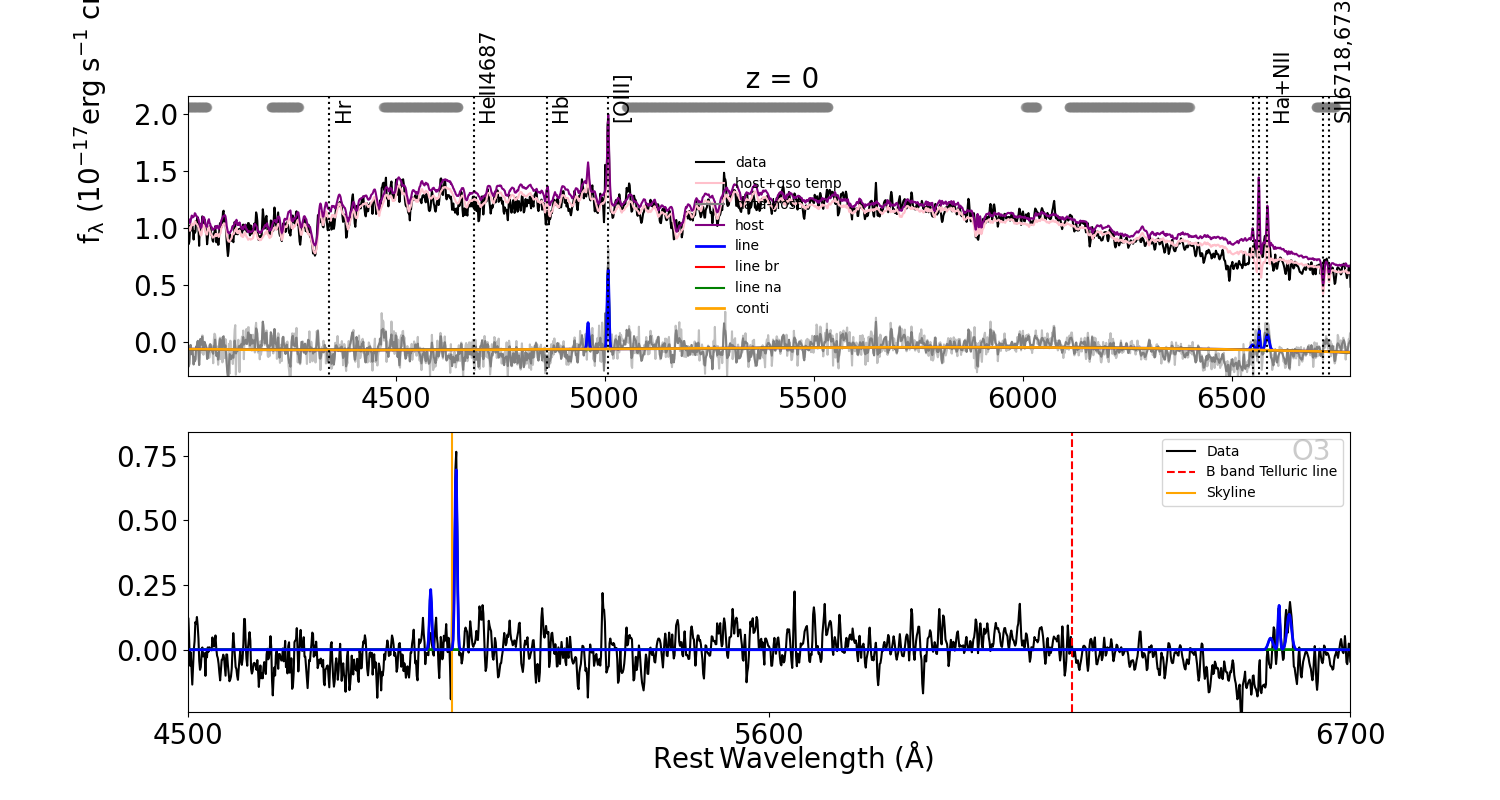 z = 0
f_λ (10^{-17} erg s^{-1} c
Hr
HeII4687
Hb
[OIII]
Ha+NII
SII6718,673
2.0
1.5
1.0
0.5
0.0
data
host+qso temp
data-host
host
line
line br
line na
conti
4500
5000
5500
6000
6500
0.75
0.50
0.25
0.00
O3
Data
B band Telluric line
Skyline
4500
5600
6700
Rest Wavelength (Å)